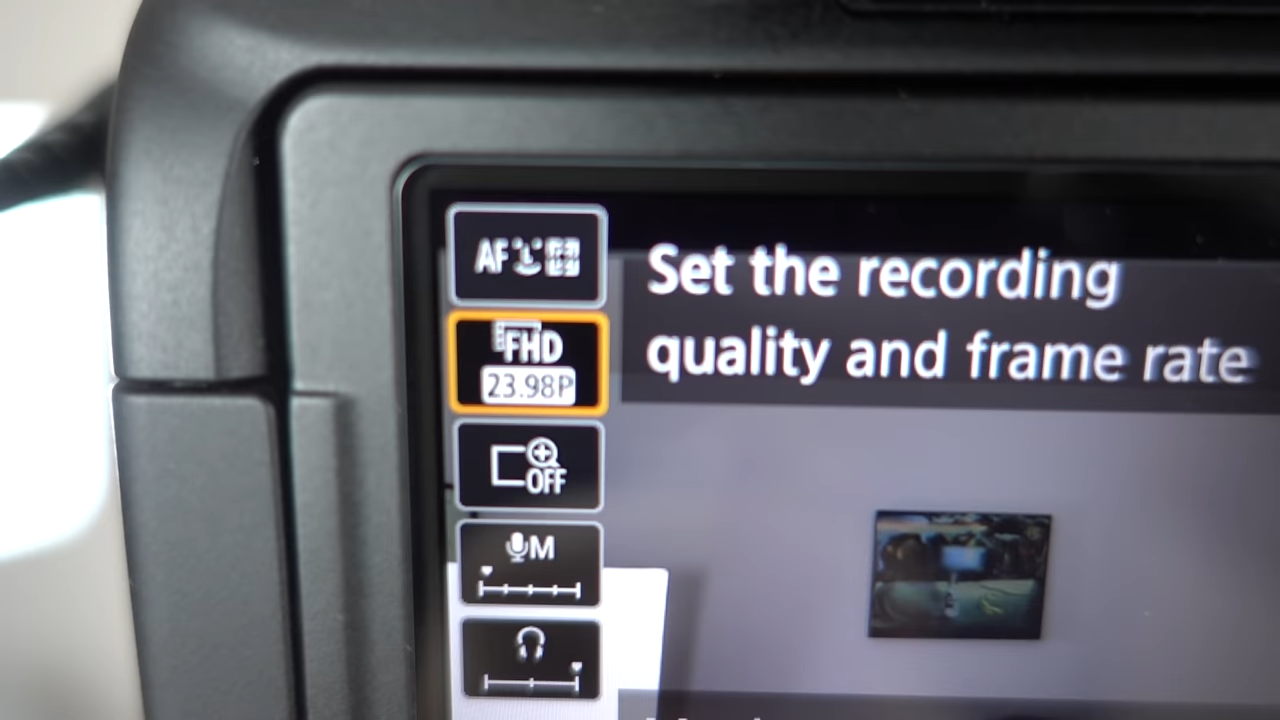 AF
Set the recording
quality and frame rate
FHD
23.98P
OFF
M